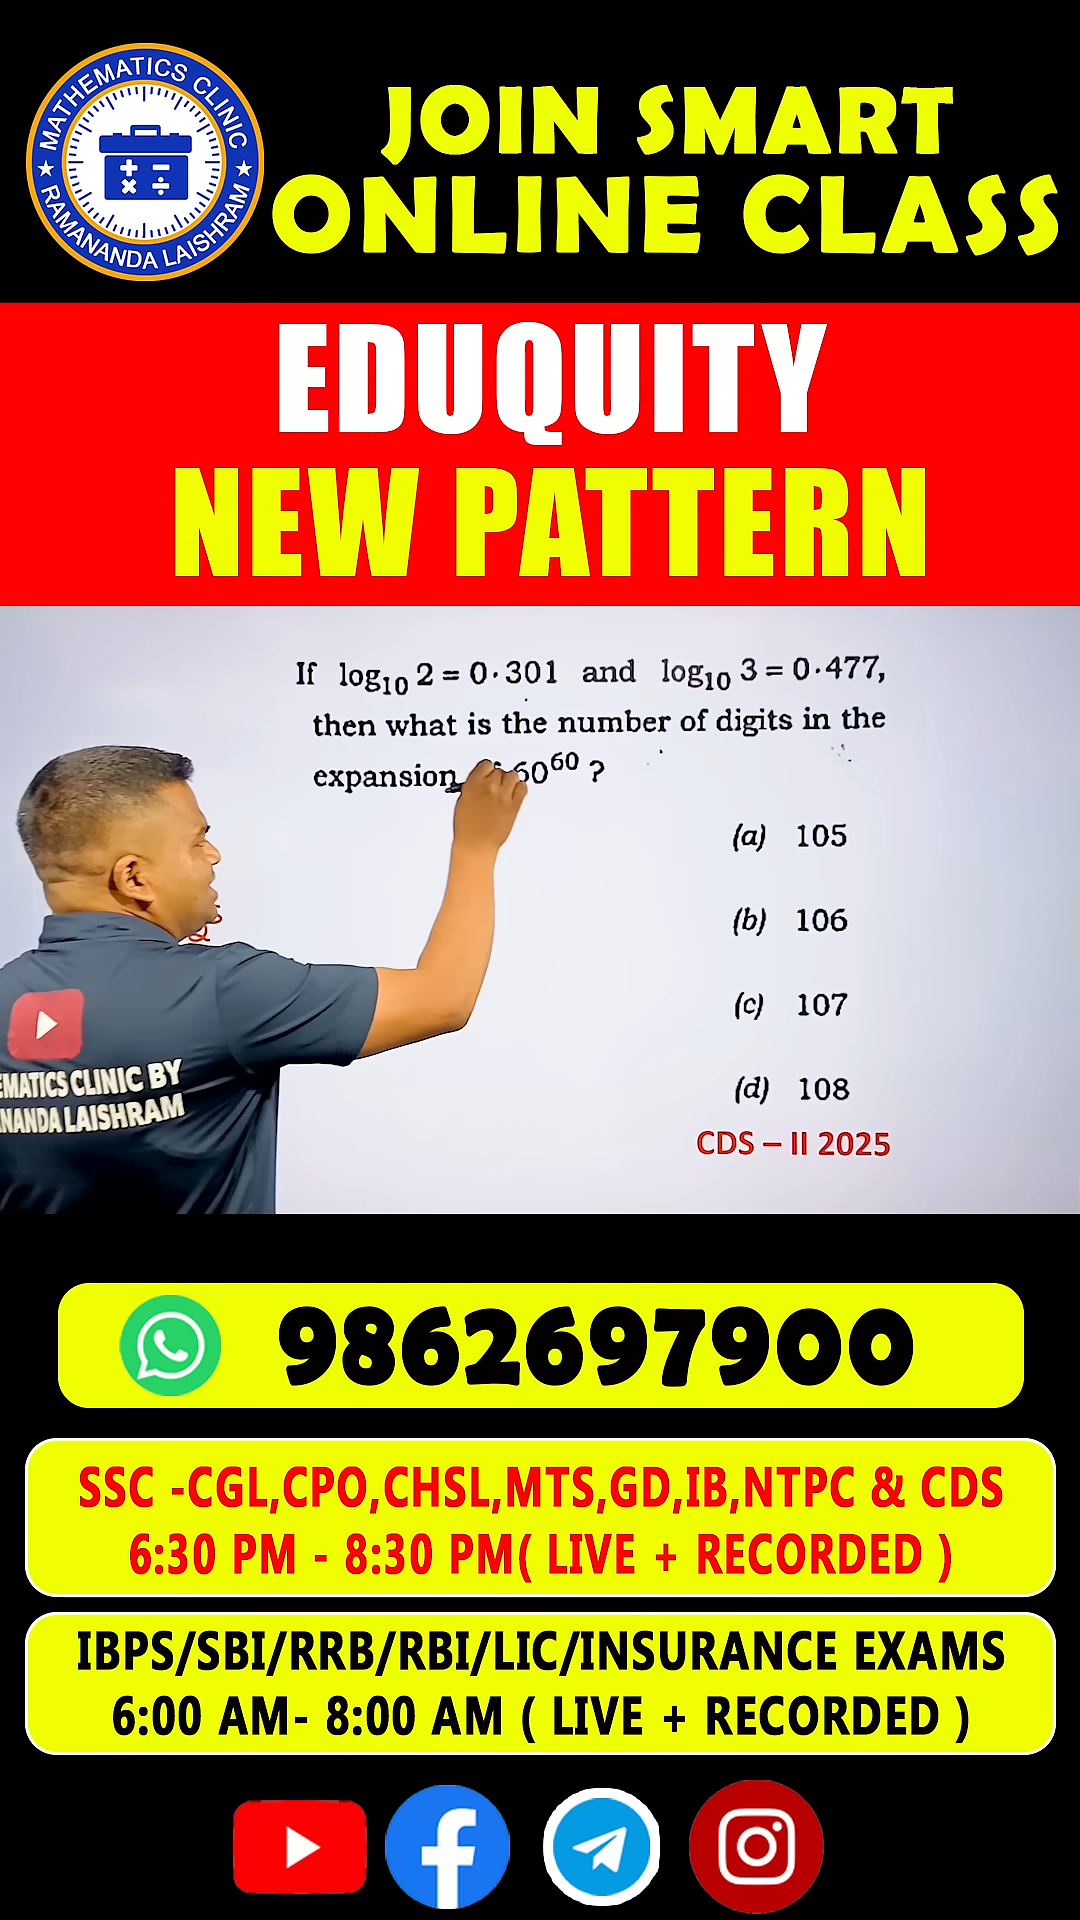 MATHEMATICS CLINIC
RAMANANDA LAISHRAM
JOIN SMART
ONLINE CLASS
EDUQUITY
NEW PATTERN
If log₁₀ 2 = 0·301 and log₁₀ 3 = 0·477,
then what is the number of digits in the
expansion 60⁶⁰ ?
(a) 105
(b) 106
(c) 107
(d) 108
CDS – II 2025
EMATICS CLINIC BY
NANDA LAISHRAM
9862697900
SSC -CGL,CPO,CHSL,MTS,GD,IB,NTPC & CDS
6:30 PM - 8:30 PM( LIVE + RECORDED )
IBPS/SBI/RRB/RBI/LIC/INSURANCE EXAMS
6:00 AM- 8:00 AM ( LIVE + RECORDED )